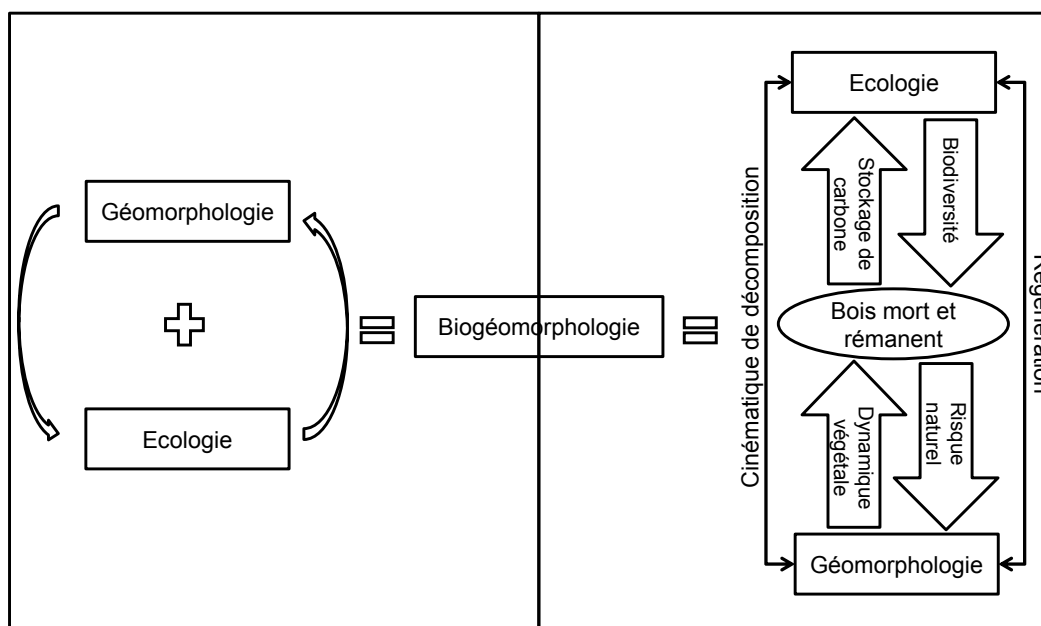 Géomorphologie
Ecologie
Biogéomorphologie
Cinématique de décomposition
Ecologie
Stockage de
carbone
Biodiversité
Bois mort et
rémanent
Dynamique
végétale
Risque
naturel
Géomorphologie
Régénération